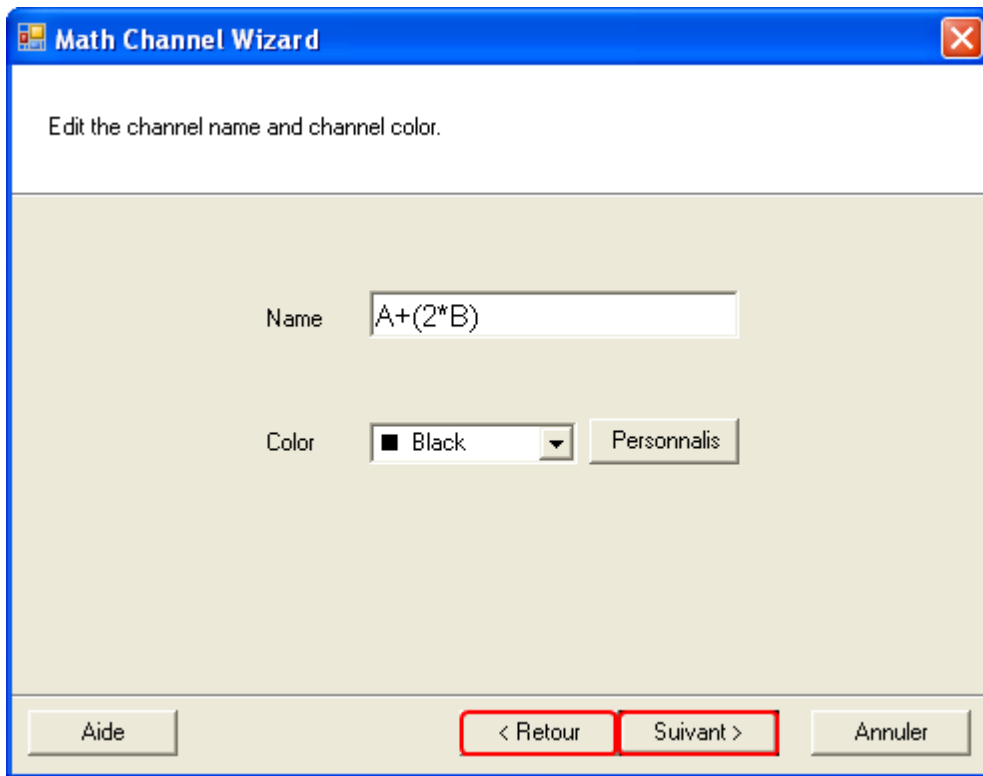 Math Channel Wizard
Edit the channel name and channel color.
Name A+(2*B)
Color Black Personnalis
Aide < Retour Suivant > Annuler